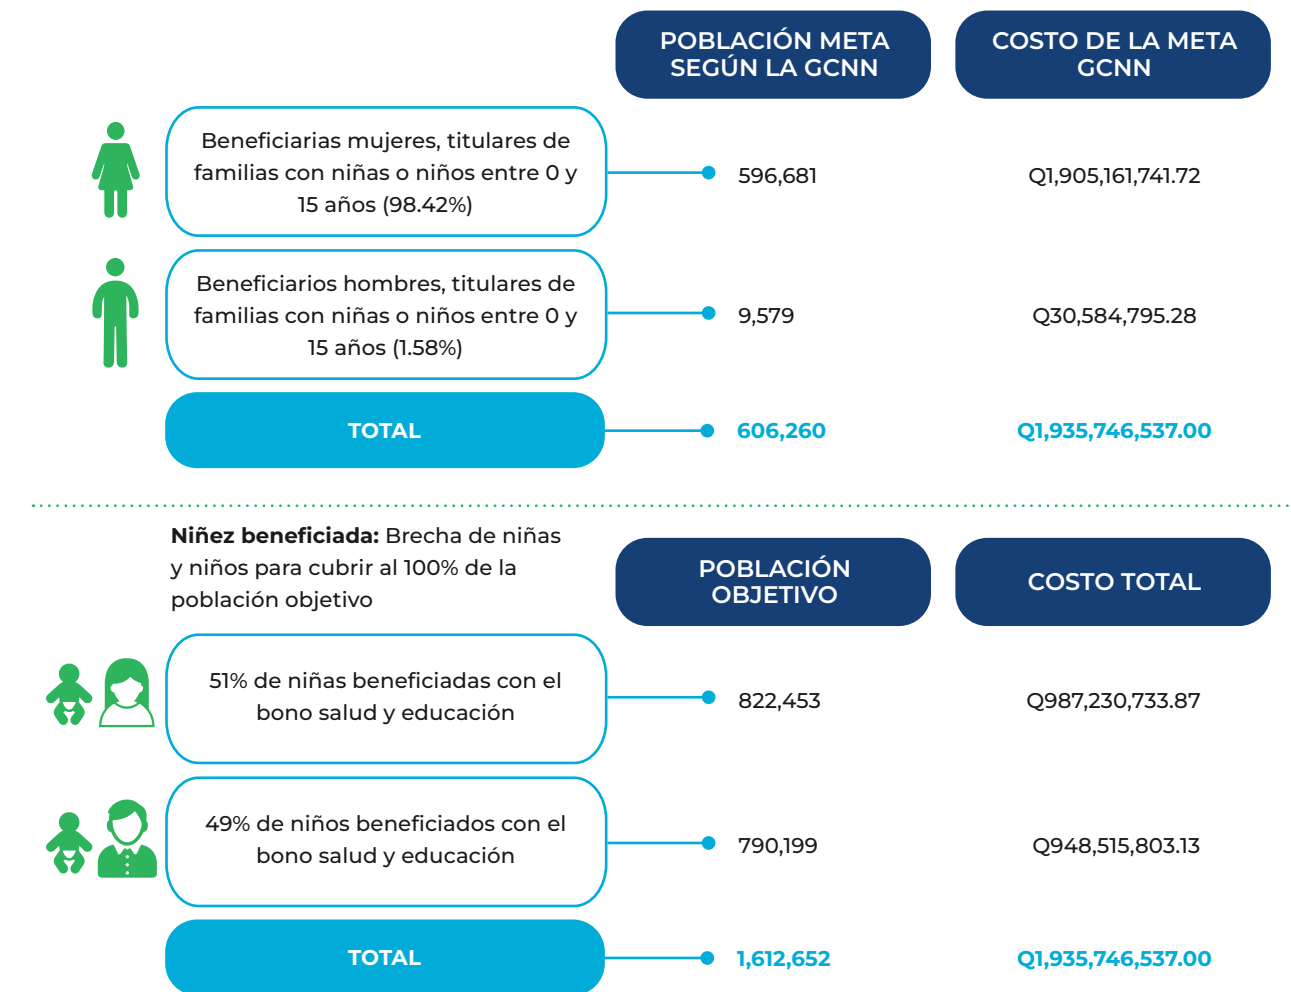 POBLACIÓN META
SEGÚN LA GCNN
COSTO DE LA META
GCNN
Beneficiarias mujeres, titulares de
familias con niñas o niños entre 0 y
15 años (98.42%)
596,681
Q1,905,161,741.72
Beneficiarios hombres, titulares de
familias con niñas o niños entre 0 y
15 años (1.58%)
9,579
Q30,584,795.28
TOTAL
606,260
Q1,935,746,537.00
Niñez beneficiada: Brecha de niñas
y niños para cubrir al 100% de la
población objetivo
POBLACIÓN
OBJETIVO
COSTO TOTAL
51% de niñas beneficiadas con el
bono salud y educación
822,453
Q987,230,733.87
49% de niños beneficiados con el
bono salud y educación
790,199
Q948,515,803.13
TOTAL
1,612,652
Q1,935,746,537.00